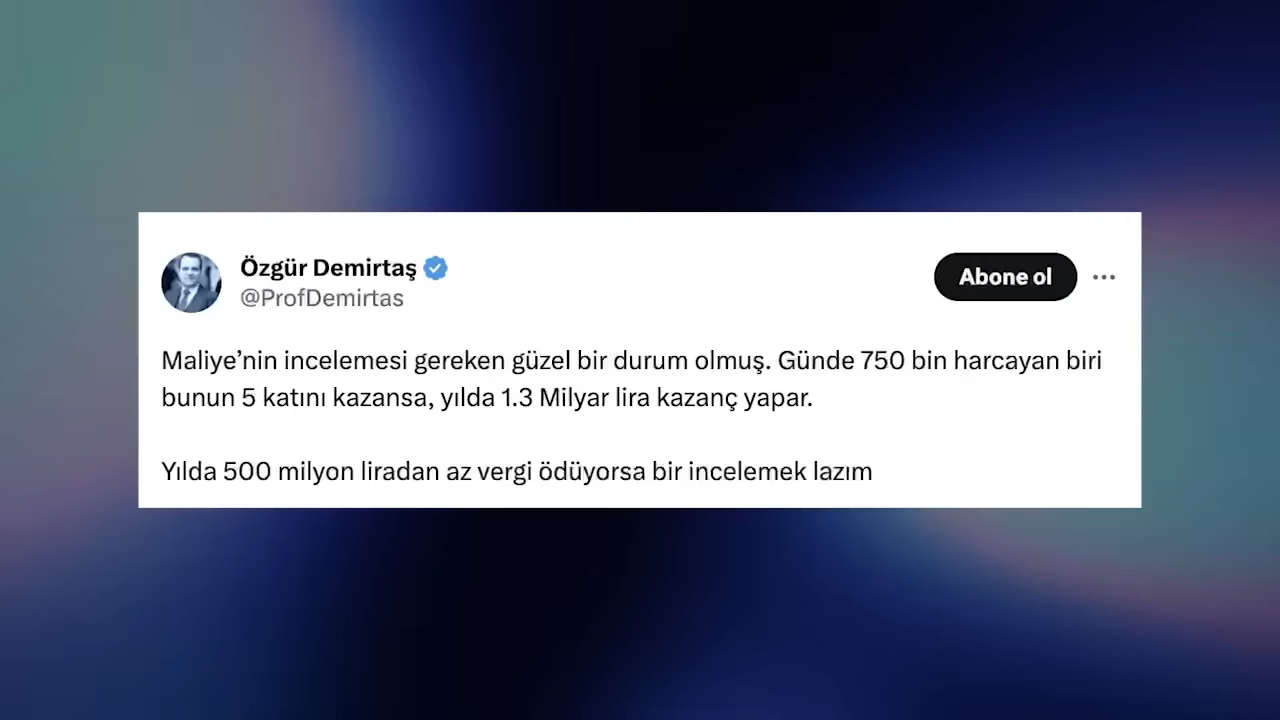 Özgür Demirtaş
@ProfDemirtas
Abone ol
Maliye’nin incelemesi gereken güzel bir durum olmuş. Günde 750 bin harcayan biri
bunun 5 katını kazansa, yılda 1.3 Milyar lira kazanç yapar.
Yılda 500 milyon liradan az vergi ödüyorsa bir incelemek lazım